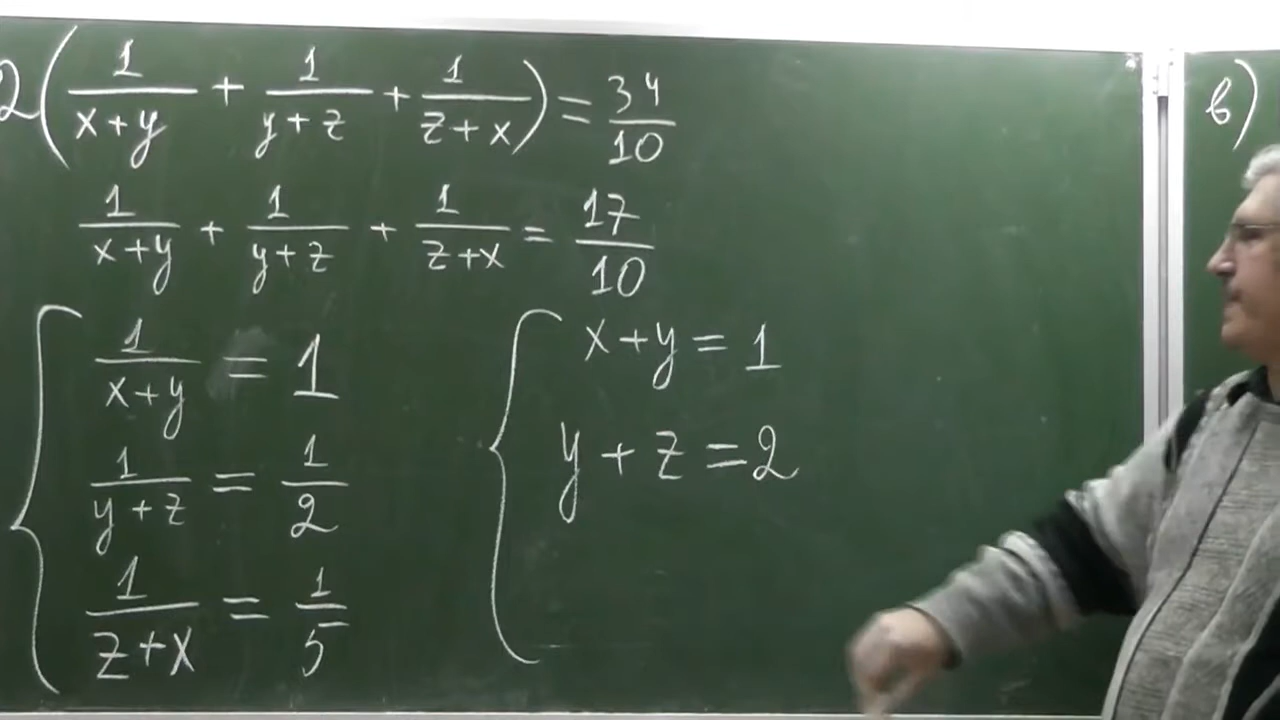 2(1/(x+y) + 1/(y+z) + 1/(z+x)) = 34/10
1/(x+y) + 1/(y+z) + 1/(z+x) = 17/10
{ 1/(x+y) = 1
1/(y+z) = 1/2
1/(z+x) = 1/5
{ x+y = 1
y+z = 2
в)